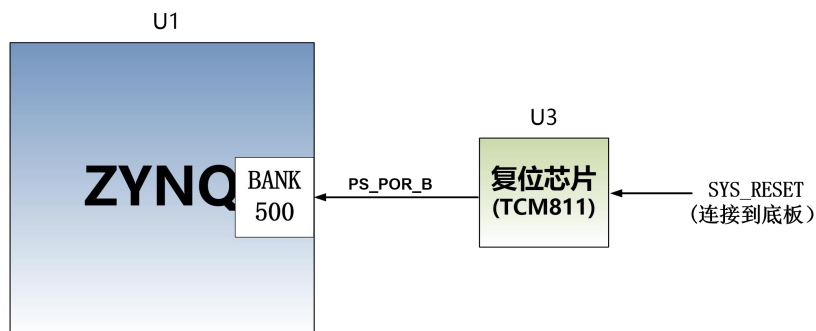 U1
ZYNQ
BANK
500
PS_POR_B
U3
复位芯片
(TCM811)
SYS_RESET
(连接到底板）